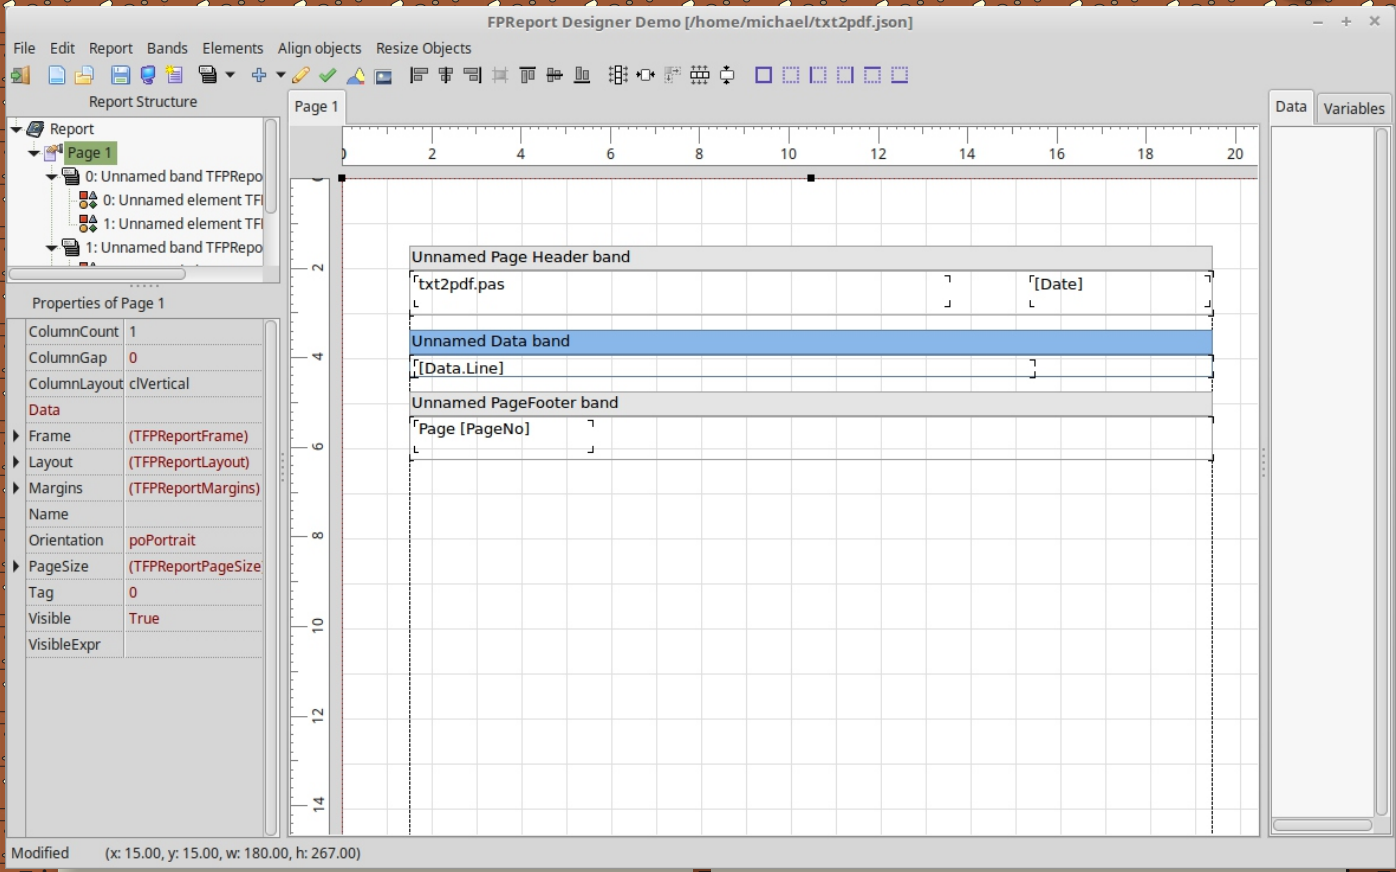 FPReport Designer Demo [/home/michael/txt2pdf.json]
File Edit Report Bands Elements Align objects Resize Objects
Report Structure
Report
Page 1
0: Unnamed band TFPRepo
0: Unnamed element TFI
1: Unnamed element TFI
1: Unnamed band TFPRepo
Properties of Page 1
ColumnCount 1
ColumnGap 0
ColumnLayout clVertical
Data
Frame (TFPReportFrame)
Layout (TFPReportLayout)
Margins (TFPReportMargins)
Name
Orientation poPortrait
PageSize (TFPReportPageSize
Tag 0
Visible True
VisibleExpr
Page 1
0 2 4 6 8 10 12 14 16 18 20
2
4
6
8
10
12
14
Unnamed Page Header band
txt2pdf.pas [Date]
Unnamed Data band
[Data.Line]
Unnamed PageFooter band
Page [PageNo]
Data Variables
Modified (x: 15.00, y: 15.00, w: 180.00, h: 267.00)